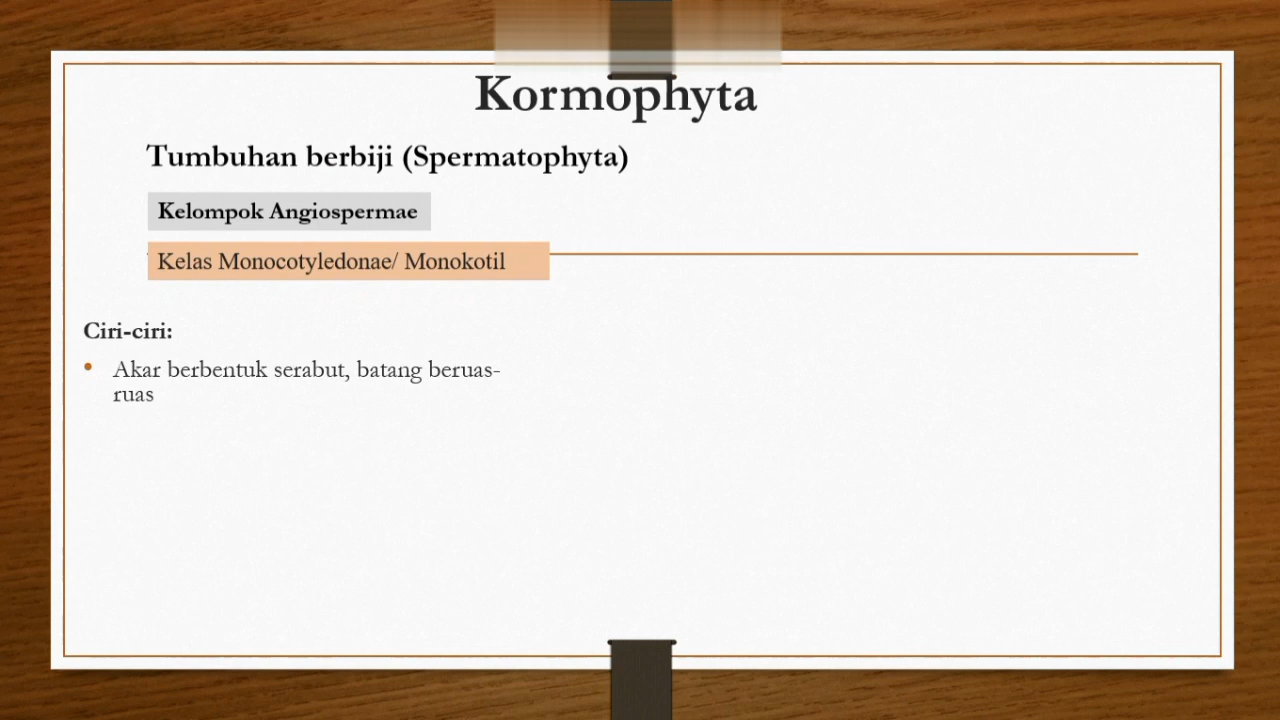 Kormophyta
Tumbuhan berbiji (Spermatophyta)
Kelompok Angiospermae
Kelas Monocotyledonae/ Monokotil
Ciri-ciri:
• Akar berbentuk serabut, batang beruas-
ruas